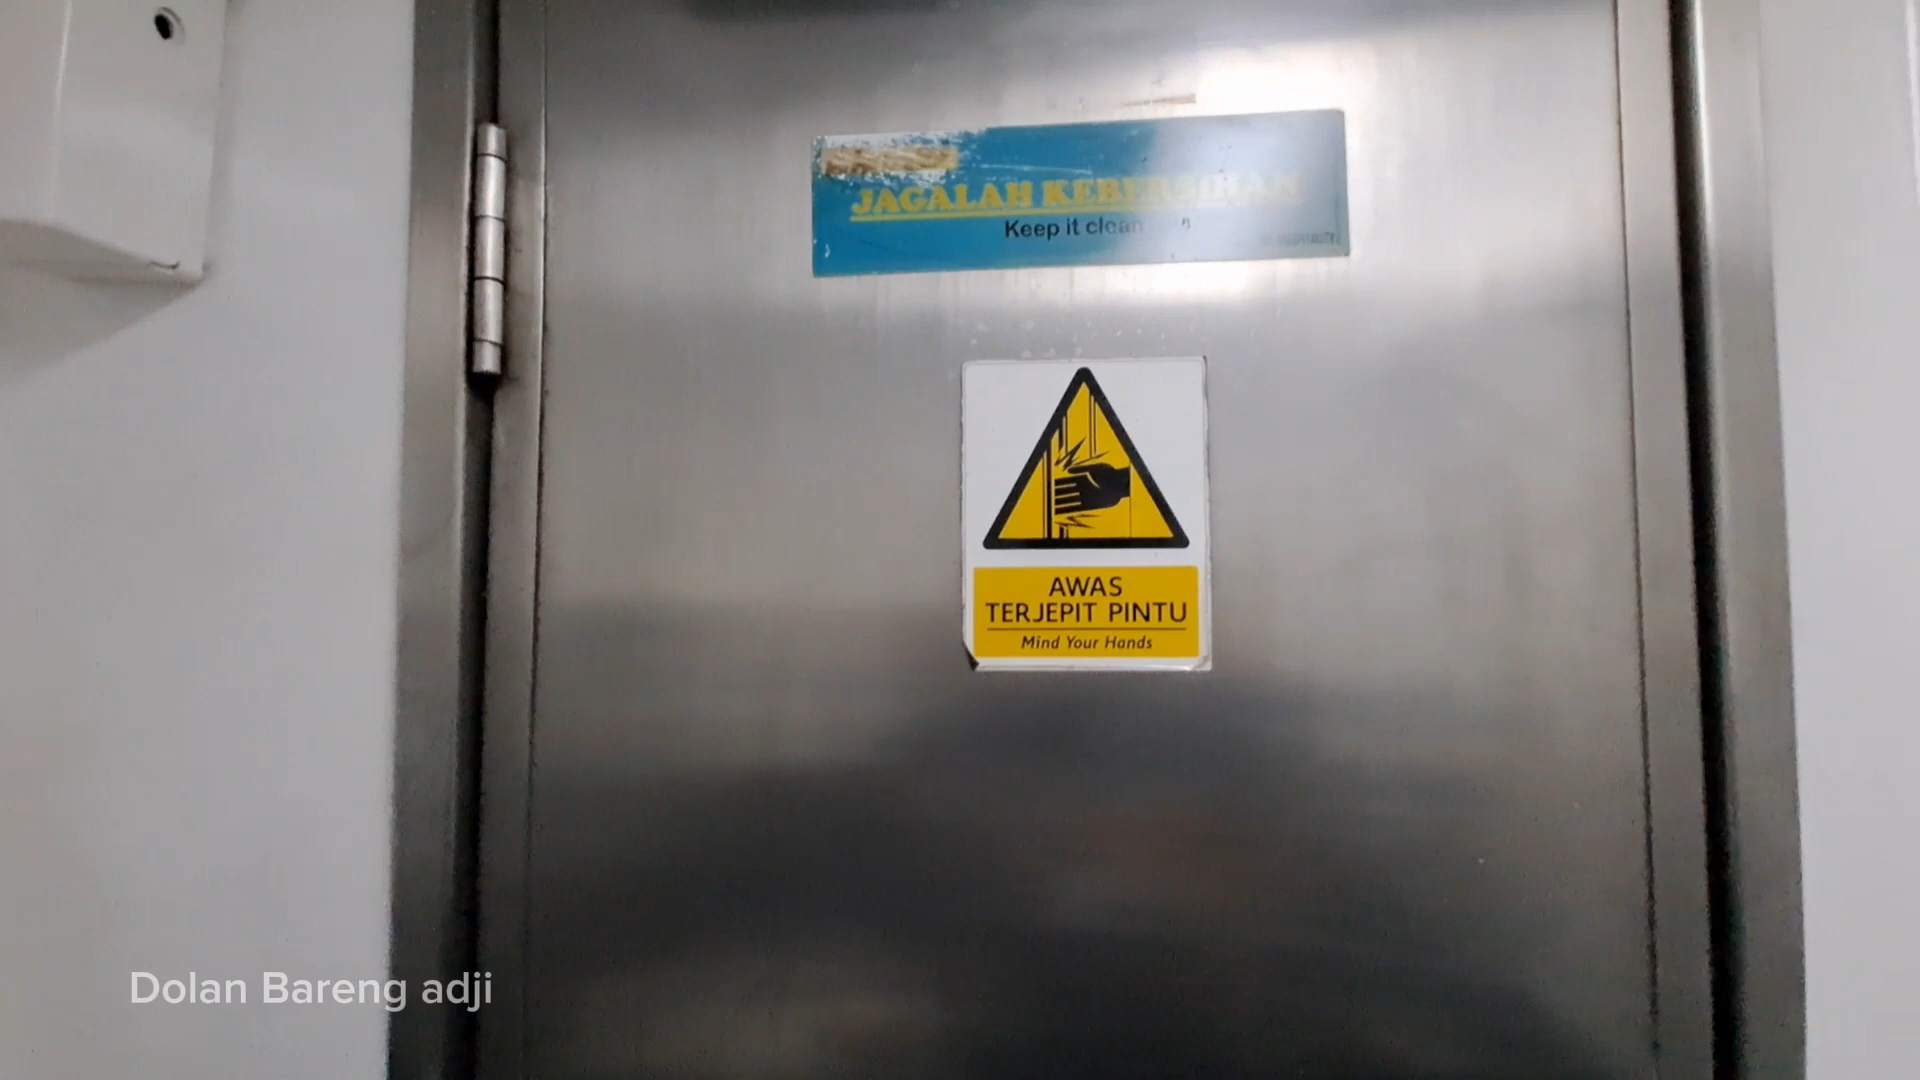 JAGALAH KEBERSIHAN
Keep it clean
AWAS
TERJEPIT PINTU
Mind Your Hands
Dolan Bareng adji